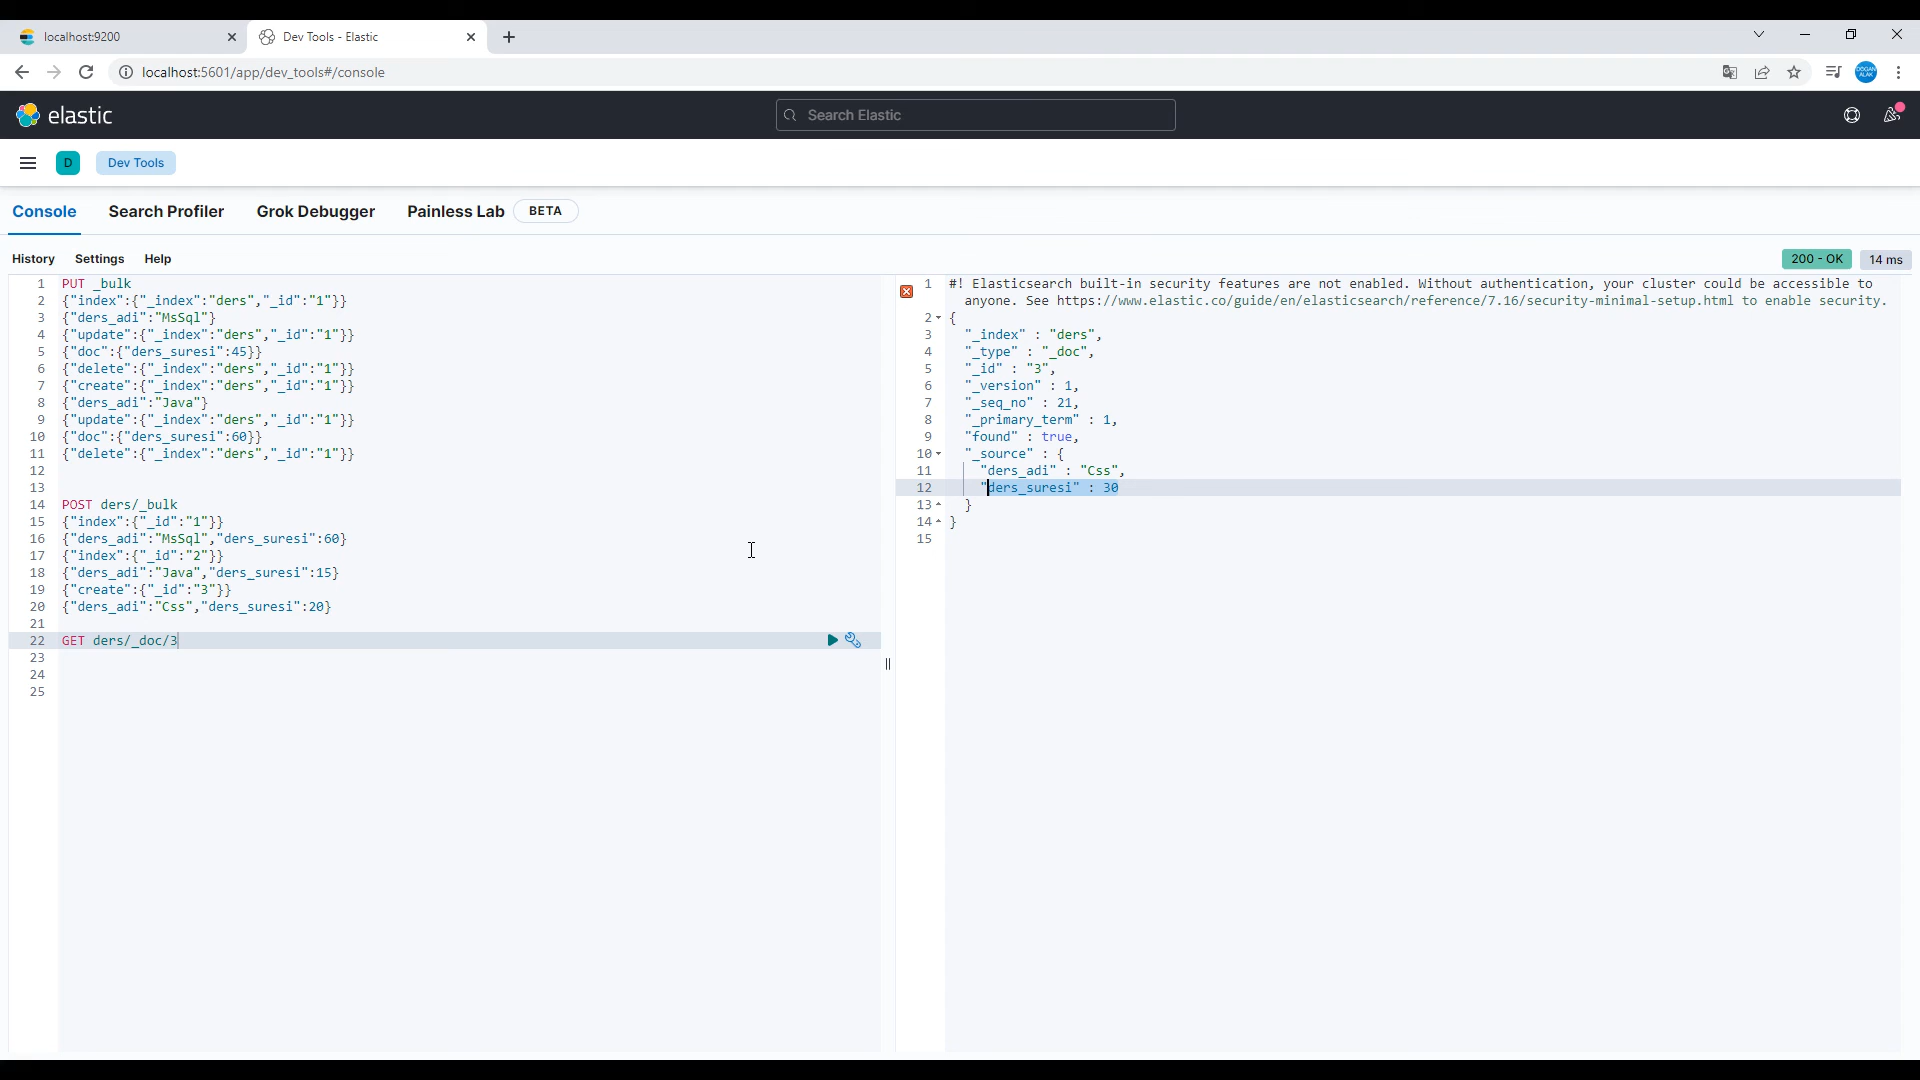 localhost:9200
Dev Tools - Elastic
localhost:5601/app/dev_tools#/console
DOGAN ALAK
elastic
Search Elastic
D
Dev Tools
Console Search Profiler Grok Debugger Painless Lab BETA
History Settings Help
200 - OK 14 ms
1 PUT _bulk
2 {"index":{"_index":"ders","_id":"1"}}
3 {"ders_adi":"MsSql"}
4 {"update":{"_index":"ders","_id":"1"}}
5 {"doc":{"ders_suresi":45}}
6 {"delete":{"_index":"ders","_id":"1"}}
7 {"create":{"_index":"ders","_id":"1"}}
8 {"ders_adi":"Java"}
9 {"update":{"_index":"ders","_id":"1"}}
10 {"doc":{"ders_suresi":60}}
11 {"delete":{"_index":"ders","_id":"1"}}
12
13
14 POST ders/_bulk
15 {"index":{"_id":"1"}}
16 {"ders_adi":"MsSql","ders_suresi":60}
17 {"index":{"_id":"2"}}
18 {"ders_adi":"Java","ders_suresi":15}
19 {"create":{"_id":"3"}}
20 {"ders_adi":"Css","ders_suresi":20}
21
22 GET ders/_doc/3
23
24
25
1 #! Elasticsearch built-in security features are not enabled. Without authentication, your cluster could be accessible to
anyone. See https://www.elastic.co/guide/en/elasticsearch/reference/7.16/security-minimal-setup.html to enable security.
2 {
3 "_index" : "ders",
4 "_type" : "_doc",
5 "_id" : "3",
6 "_version" : 1,
7 "_seq_no" : 21,
8 "_primary_term" : 1,
9 "found" : true,
10 "_source" : {
11 "ders_adi" : "Css",
12 "ders_suresi" : 30
13 }
14 }
15